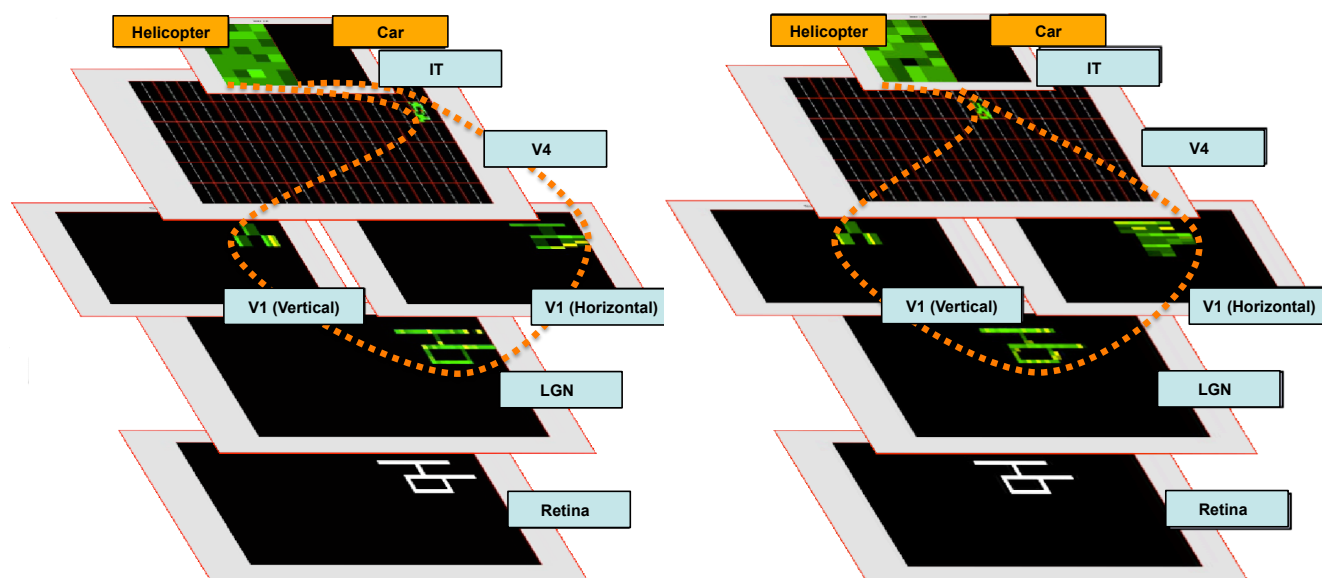 Helicopter
Car
IT
V4
V1 (Vertical)
V1 (Horizontal)
LGN
Retina
Helicopter
Car
IT
V4
V1 (Vertical)
V1 (Horizontal)
LGN
Retina